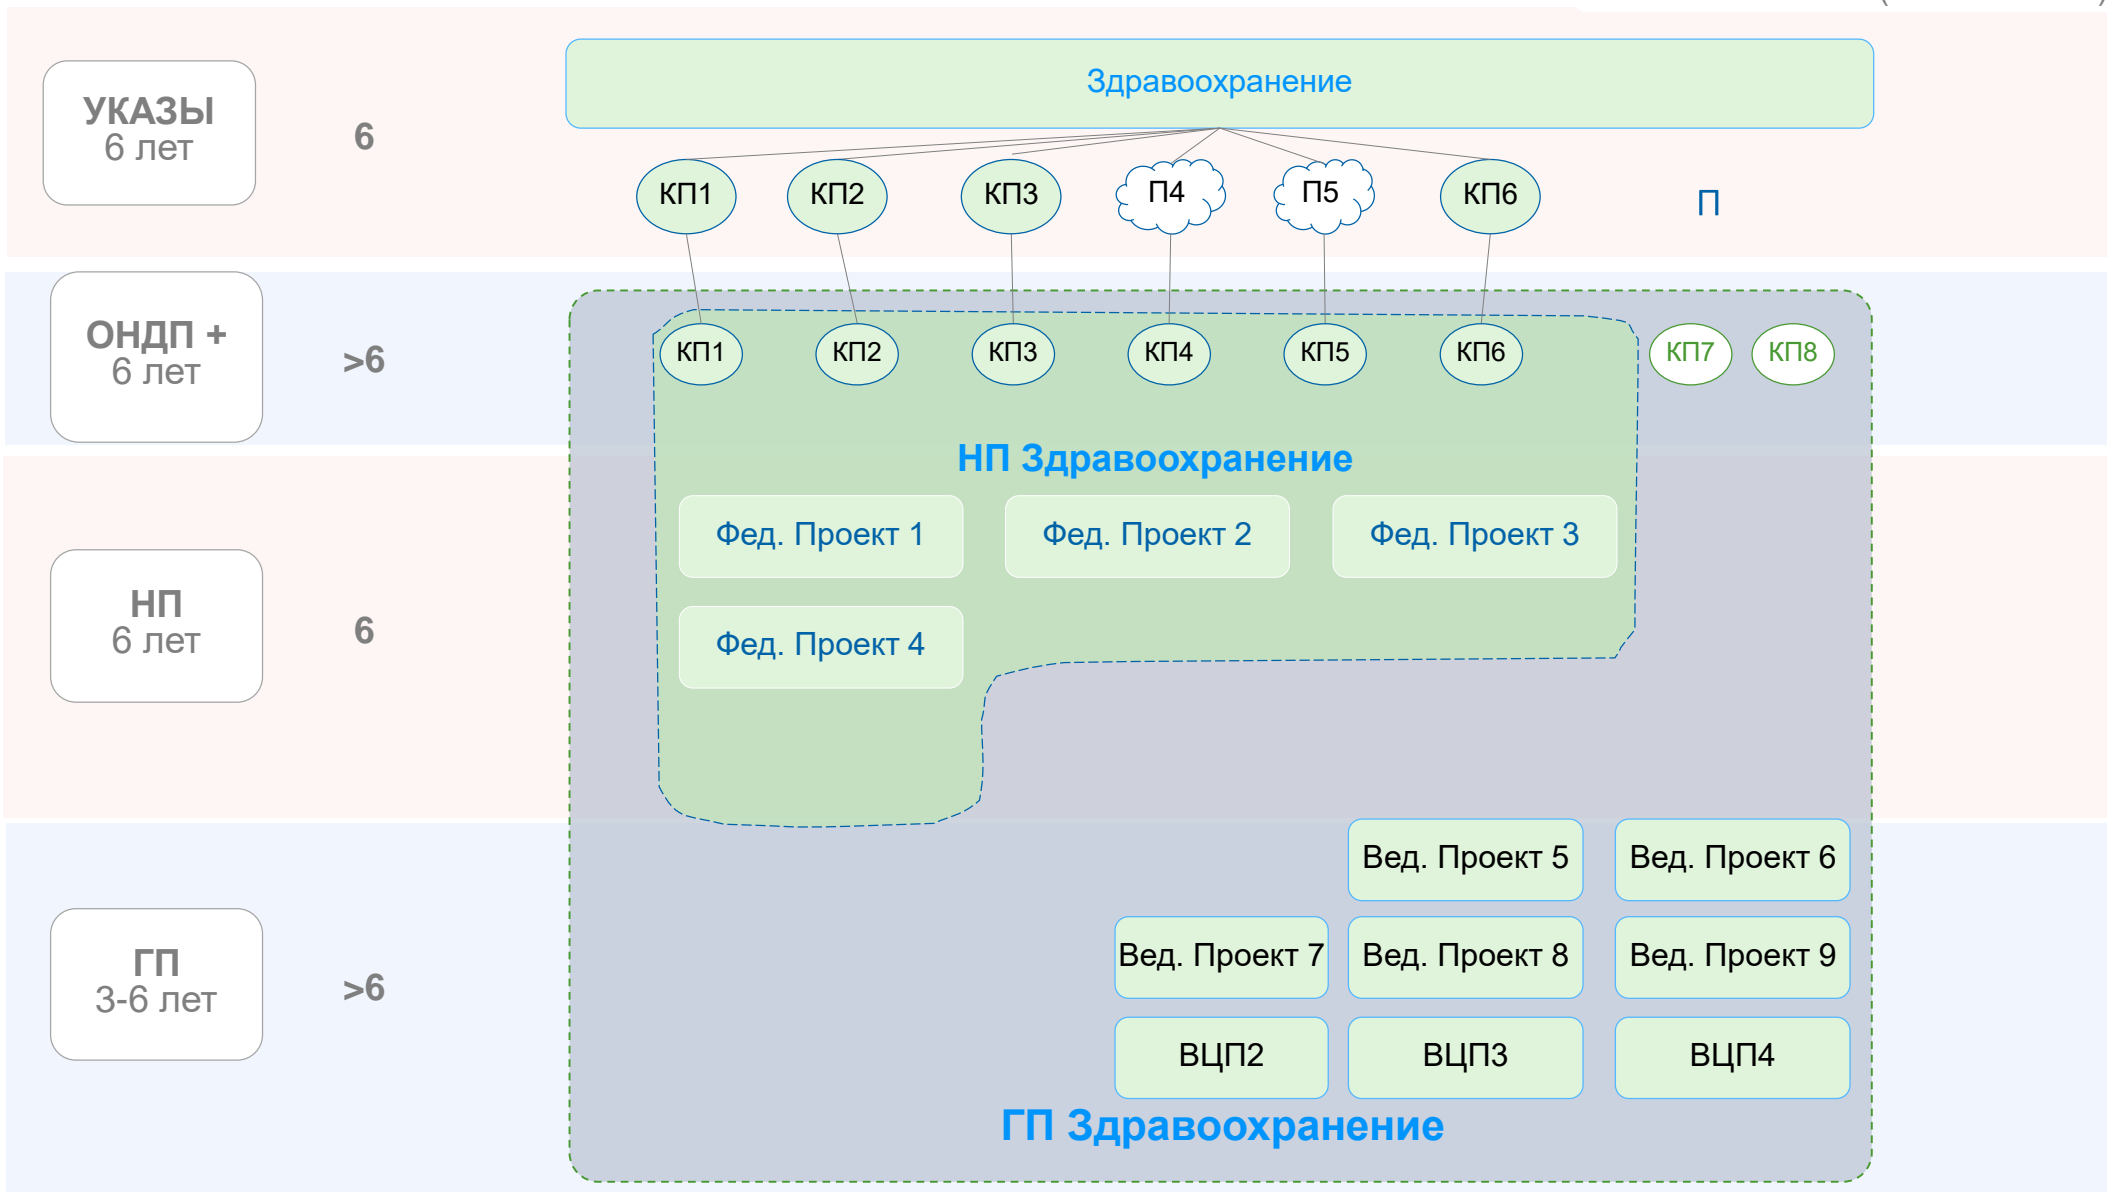 Здравоохранение
УКАЗЫ
6 лет
6
КП1
КП2
КП3
П4
П5
КП6
П
ОНДП +
6 лет
>6
КП1
КП2
КП3
КП4
КП5
КП6
КП7
КП8
НП Здравоохранение
Фед. Проект 1
Фед. Проект 2
Фед. Проект 3
НП
6 лет
6
Фед. Проект 4
Вед. Проект 5
Вед. Проект 6
ГП
3-6 лет
>6
Вед. Проект 7
Вед. Проект 8
Вед. Проект 9
ВЦП2
ВЦП3
ВЦП4
ГП Здравоохранение